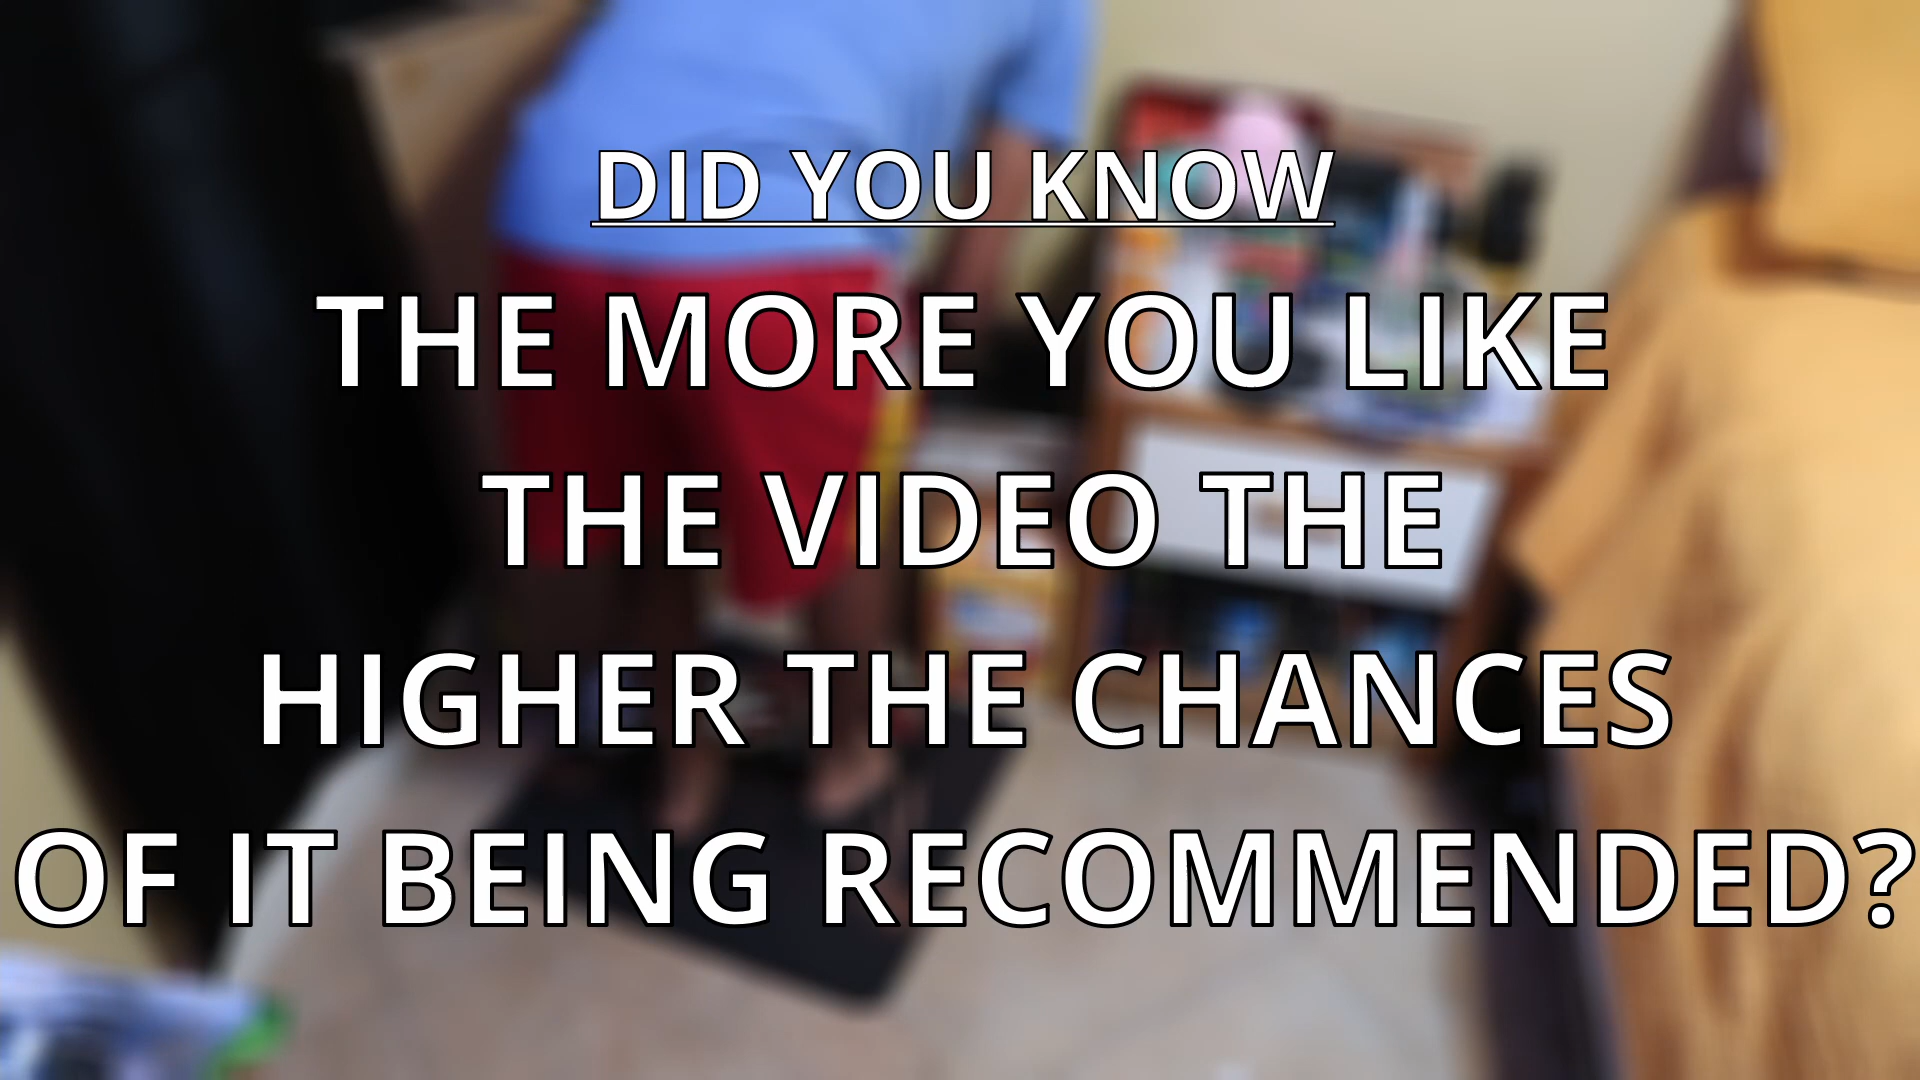 DID YOU KNOW
THE MORE YOU LIKE
THE VIDEO THE
HIGHER THE CHANCES
OF IT BEING RECOMMENDED?